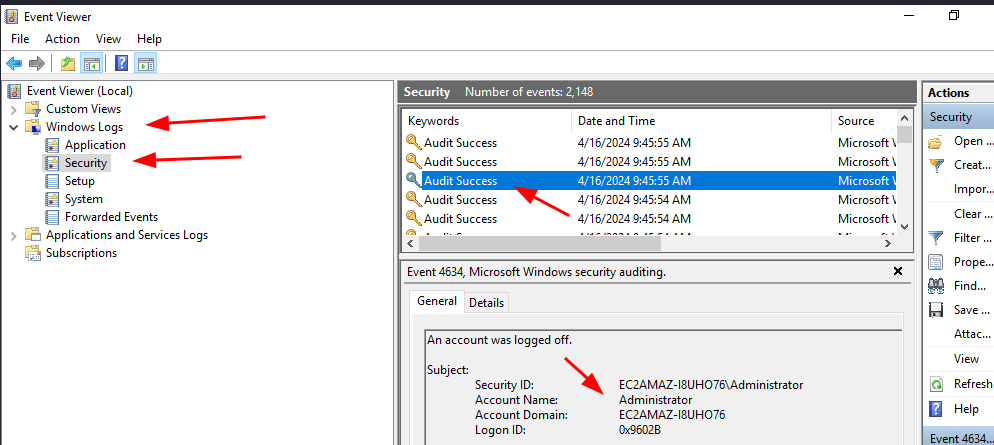 Event Viewer
File Action View Help
Event Viewer (Local)
Custom Views
Windows Logs
Application
Security
Setup
System
Forwarded Events
Applications and Services Logs
Subscriptions
Security Number of events: 2,148
Keywords Date and Time Source
Audit Success 4/16/2024 9:45:55 AM Microsoft W
Audit Success 4/16/2024 9:45:55 AM Microsoft W
Audit Success 4/16/2024 9:45:55 AM Microsoft W
Audit Success 4/16/2024 9:45:54 AM Microsoft W
Audit Success 4/16/2024 9:45:54 AM Microsoft W
Event 4634, Microsoft Windows security auditing.
General Details
An account was logged off.
Subject:
Security ID: EC2AMAZ-I8UHO76\Administrator
Account Name: Administrator
Account Domain: EC2AMAZ-I8UHO76
Logon ID: 0x9602B
Actions
Security
Open ...
Creat...
Impor...
Clear ...
Filter ...
Prope...
Find...
Save ...
Attac...
View
Refresh
Help
Event 4634...